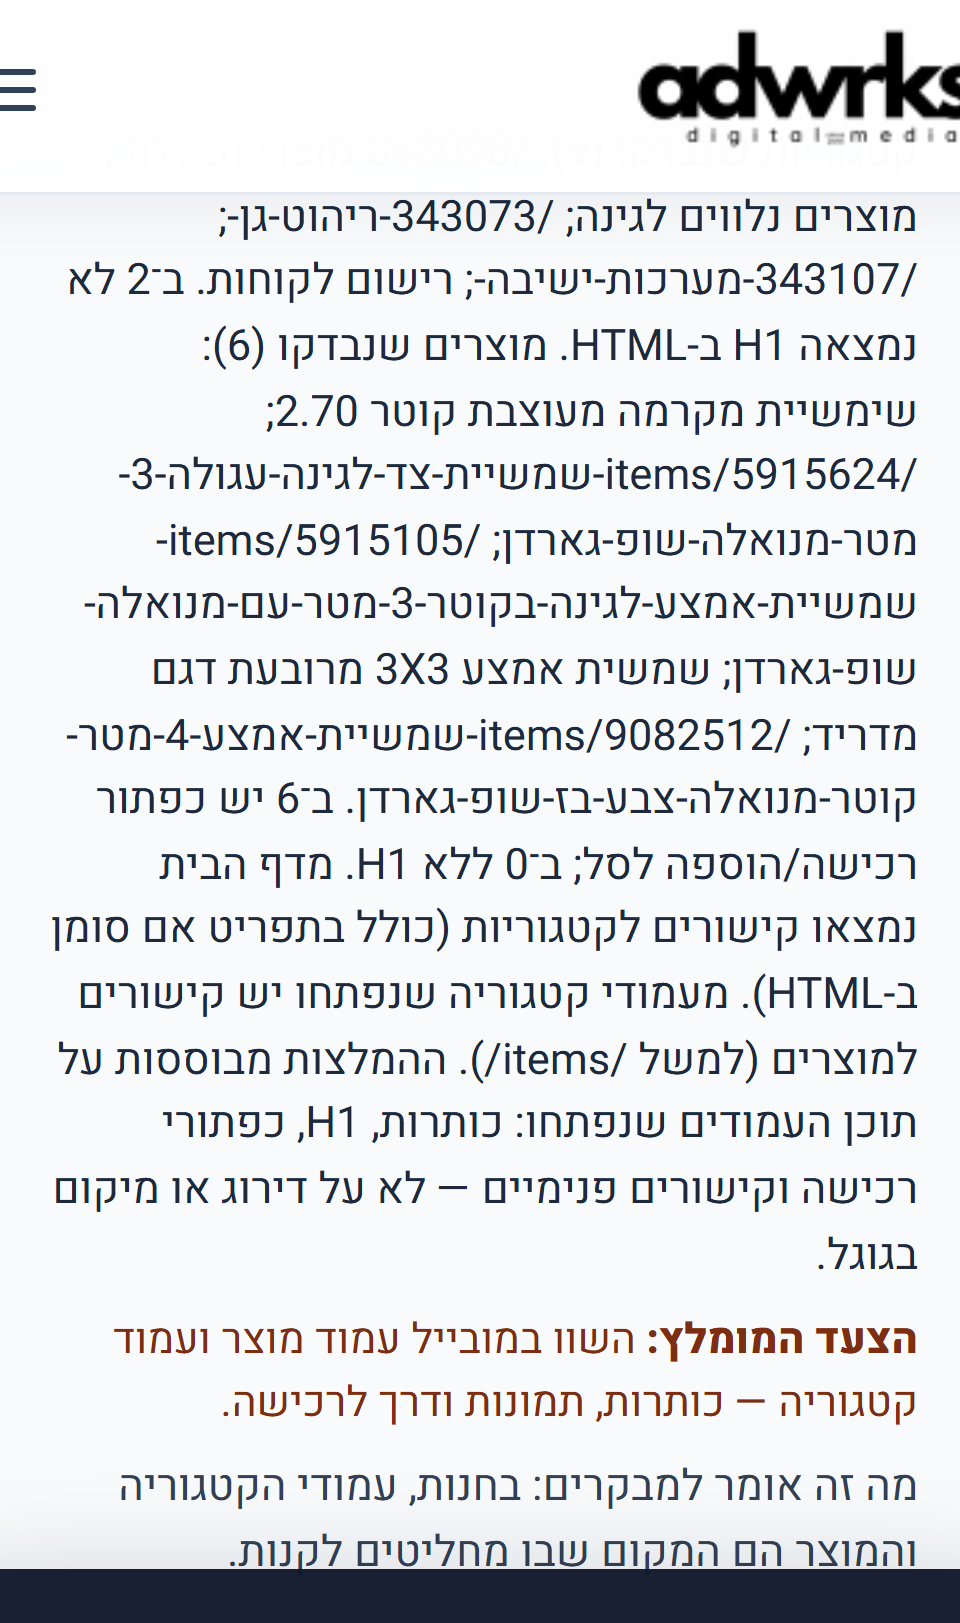 adwrks
digital media
מוצרים נלווים לגינה; /343073-ריהוט-גן-;
/343107-מערכות-ישיבה-; רישום לקוחות. ב־2 לא
נמצאה H1 ב-HTML. מוצרים שנבדקו (6):
שימשיית מקרמה מעוצבת קוטר 2.70;
/items/5915624-שמשיית-צד-לגינה-עגולה-3-
מטר-מנואלה-שופ-גארדן; /items/5915105-
שמשיית-אמצע-לגינה-בקוטר-3-מטר-עם-מנואלה-
שופ-גארדן; שמשית אמצע 3X3 מרובעת דגם
מדריד; /items/9082512-שמשיית-אמצע-4-מטר-
קוטר-מנואלה-צבע-בז-שופ-גארדן. ב־6 יש כפתור
רכישה/הוספה לסל; ב־0 ללא H1. מדף הבית
נמצאו קישורים לקטגוריות (כולל בתפריט אם סומן
ב-HTML). מעמודי קטגוריה שנפתחו יש קישורים
למוצרים (למשל /items/). ההמלצות מבוססות על
תוכן העמודים שנפתחו: כותרות, H1, כפתורי
רכישה וקישורים פנימיים — לא על דירוג או מיקום
בגוגל.
הצעד המומלץ: השוו במובייל עמוד מוצר ועמוד
קטגוריה — כותרות, תמונות ודרך לרכישה.
מה זה אומר למבקרים: בחנות, עמודי הקטגוריה
והמוצר הם המקום שבו מחליטים לקנות.